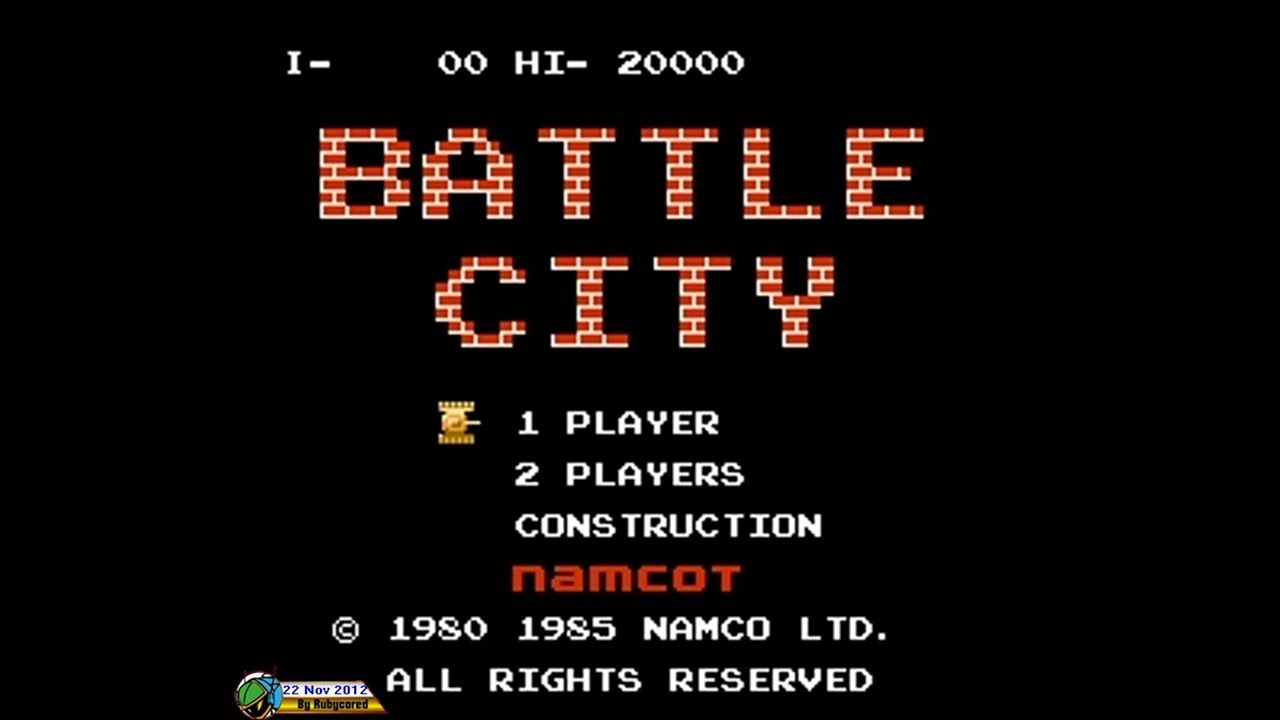 I-    00 HI- 20000
BATTLE
CITY
1 PLAYER
2 PLAYERS
CONSTRUCTION
namcoT
© 1980 1985 NAMCO LTD.
ALL RIGHTS RESERVED
22 Nov 2012
By Rubycored